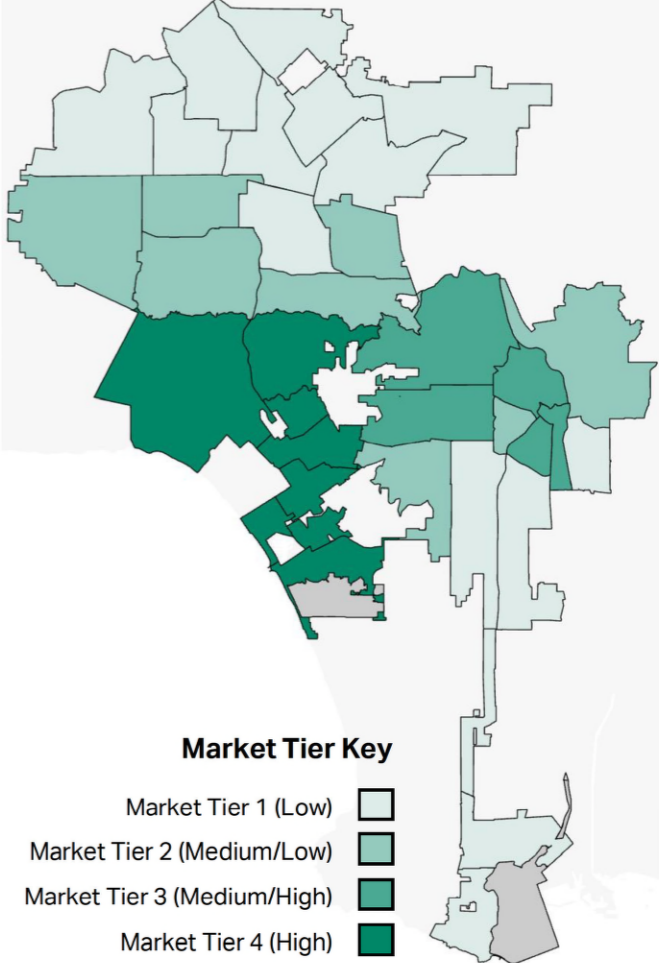 Market Tier Key
Market Tier 1 (Low)
Market Tier 2 (Medium/Low)
Market Tier 3 (Medium/High)
Market Tier 4 (High)